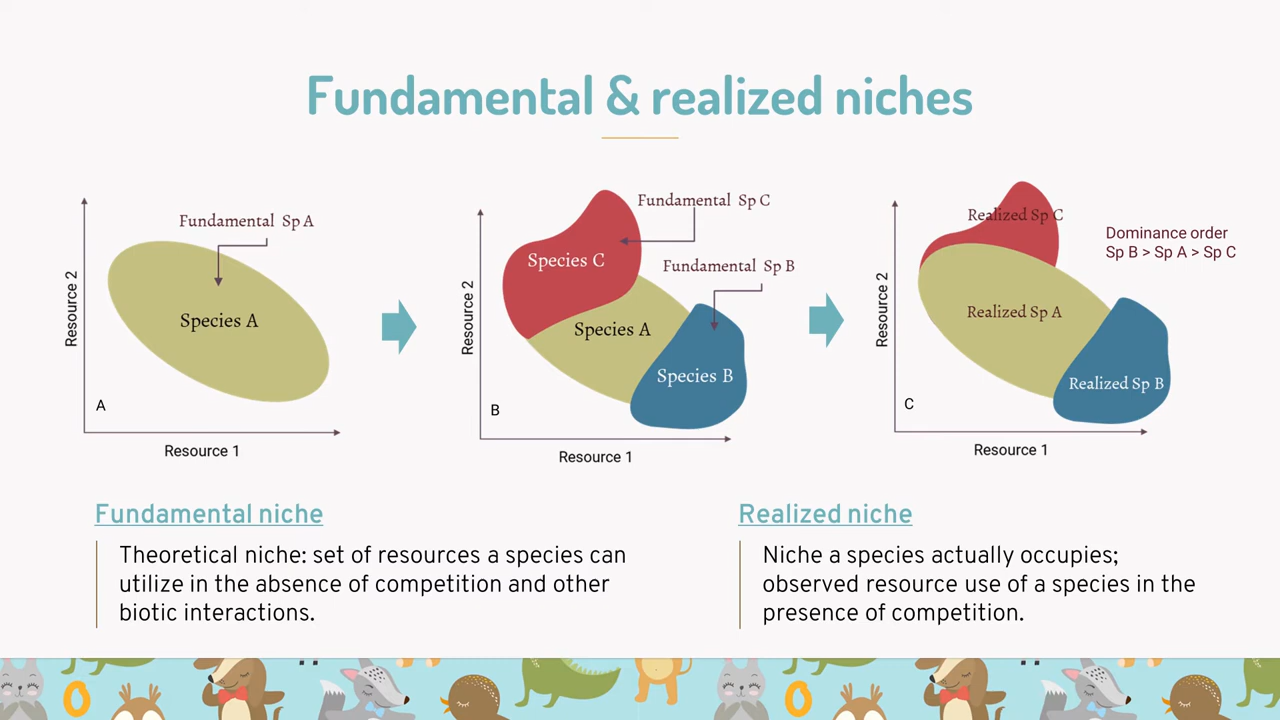 Fundamental & realized niches
Fundamental Sp A
Species A
A
Resource 2
Resource 1
Fundamental Sp C
Species C
Fundamental Sp B
Species A
Species B
B
Resource 2
Resource 1
Realized Sp C
Dominance order
Sp B > Sp A > Sp C
Realized Sp A
Realized Sp B
C
Resource 2
Resource 1
Fundamental niche
Theoretical niche: set of resources a species can
utilize in the absence of competition and other
biotic interactions.
Realized niche
Niche a species actually occupies;
observed resource use of a species in the
presence of competition.